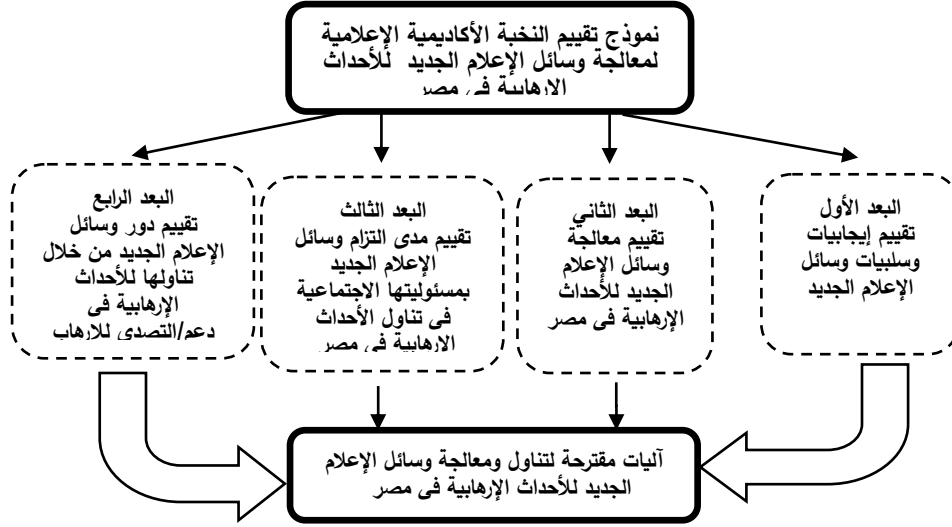 نموذج تقييم النخبة الأكاديمية الإعلامية
لمعالجة وسائل الإعلام الجديد للأحداث
الإرهابية فى مصر
البعد الأول
تقييم إيجابيات
وسلبيات وسائل
الإعلام الجديد
البعد الثاني
تقييم معالجة
وسائل الإعلام
الجديد للأحداث
الإرهابية فى مصر
البعد الثالث
تقييم مدى التزام وسائل
الإعلام الجديد
بمسئوليتها الاجتماعية
فى تناول الأحداث
الإرهابية فى مصر
البعد الرابع
تقييم دور وسائل
الإعلام الجديد من خلال
تناولها للأحداث
الإرهابية فى
دعم/التصدى للارهاب
آليات مقترحة لتناول ومعالجة وسائل الإعلام
الجديد للأحداث الإرهابية فى مصر